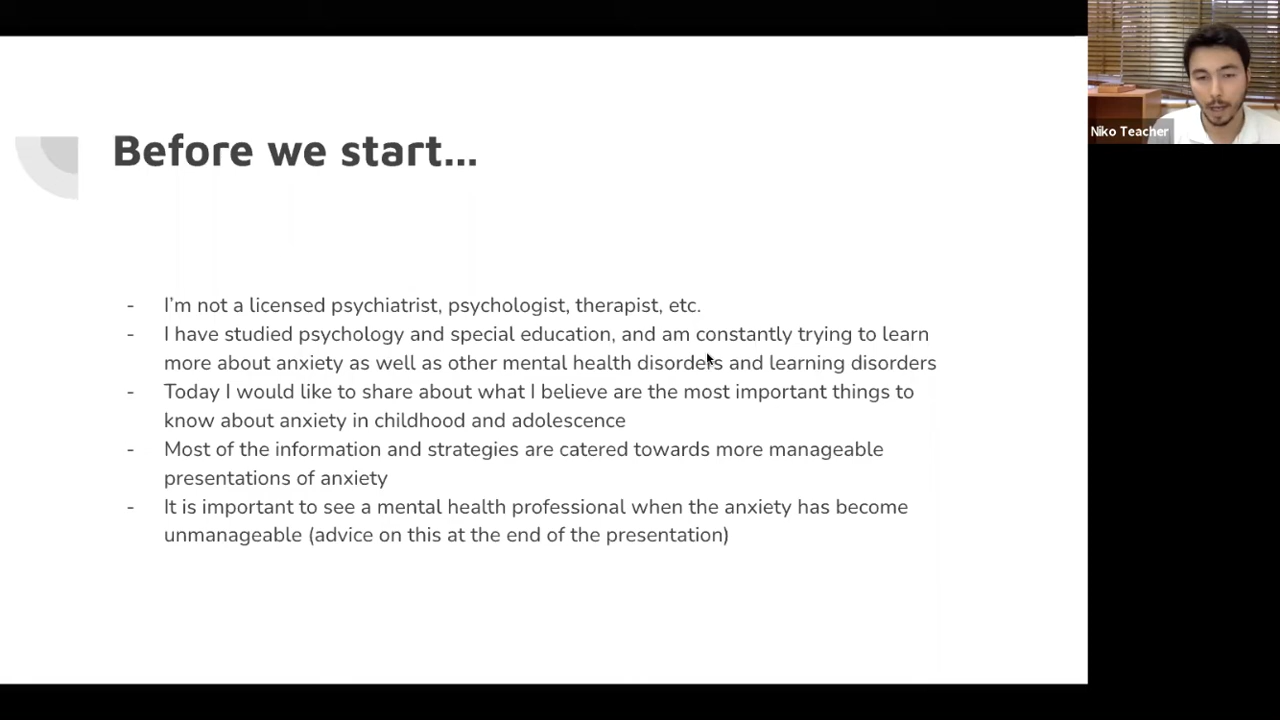 Before we start...
- I'm not a licensed psychiatrist, psychologist, therapist, etc.
- I have studied psychology and special education, and am constantly trying to learn
more about anxiety as well as other mental health disorders and learning disorders
- Today I would like to share about what I believe are the most important things to
know about anxiety in childhood and adolescence
- Most of the information and strategies are catered towards more manageable
presentations of anxiety
- It is important to see a mental health professional when the anxiety has become
unmanageable (advice on this at the end of the presentation)
Niko Teacher